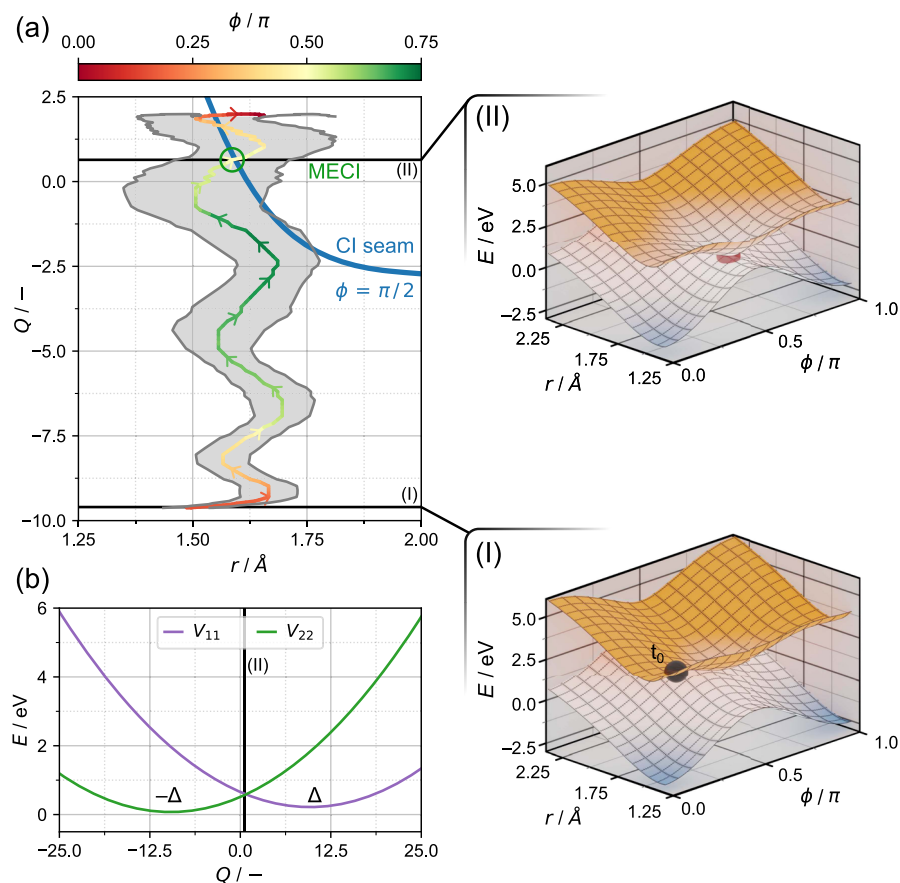 (a)
ϕ / π
0.00 0.25 0.50 0.75
2.5
0.0
−2.5
−5.0
−7.5
−10.0
Q / −
MECI
(II)
CI seam
ϕ = π / 2
(I)
1.25 1.50 1.75 2.00
r / Å
(II)
5.0
2.5
0.0
−2.5
E / eV
2.25 1.75 1.25
r / Å
0.0 0.5 1.0
ϕ / π
(I)
t₀
5.0
2.5
0.0
−2.5
E / eV
2.25 1.75 1.25
r / Å
0.0 0.5 1.0
ϕ / π
(b)
V₁₁ V₂₂
(II)
6
4
2
0
E / eV
−Δ Δ
−25.0 −12.5 0.0 12.5 25.0
Q / −